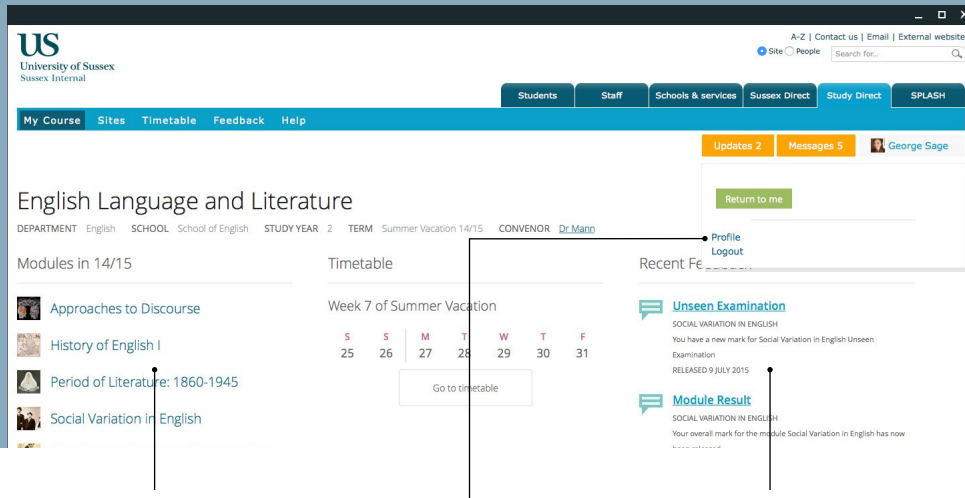 A-Z | Contact us | Email | External website
US
University of Sussex
Sussex Internal
Site People Search for...
Students Staff Schools & services Sussex Direct Study Direct SPLASH
My Course Sites Timetable Feedback Help
Updates 2 Messages 5 George Sage
Return to me
Profile
Logout
English Language and Literature
DEPARTMENT English SCHOOL School of English STUDY YEAR 2 TERM Summer Vacation 14/15 CONVENOR Dr Mann
Modules in 14/15
Approaches to Discourse
History of English I
Period of Literature: 1860-1945
Social Variation in English
Timetable
Week 7 of Summer Vacation
S S M T W T F
25 26 27 28 29 30 31
Go to timetable
Recent
Unseen Examination
SOCIAL VARIATION IN ENGLISH
You have a new mark for Social Variation in English Unseen
Examination
RELEASED 9 JULY 2015
Module Result
SOCIAL VARIATION IN ENGLISH
Your overall mark for the module Social Variation in English has now